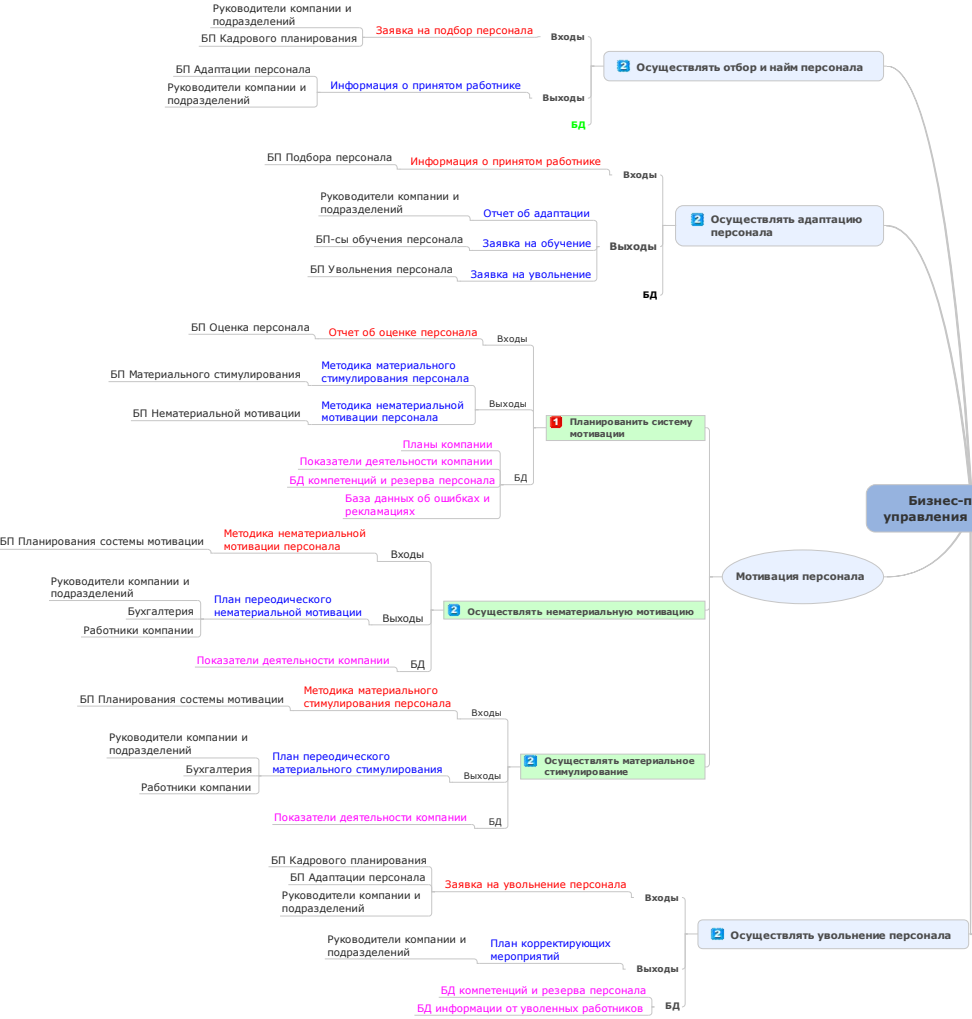 Руководители компании и
подразделений
БП Кадрового планирования
Заявка на подбор персонала
Входы
2 Осуществлять отбор и найм персонала
БП Адаптации персонала
Руководители компании и
подразделений
Информация о принятом работнике
Выходы
БД
БП Подбора персонала
Информация о принятом работнике
Входы
Руководители компании и
подразделений
Отчет об адаптации
2 Осуществлять адаптацию
персонала
БП-сы обучения персонала
Заявка на обучение
Выходы
БП Увольнения персонала
Заявка на увольнение
БД
БП Оценка персонала
Отчет об оценке персонала
Входы
БП Материального стимулирования
Методика материального
стимулирования персонала
Выходы
БП Нематериальной мотивации
Методика нематериальной
мотивации персонала
1 Планированить систему
мотивации
Планы компании
Показатели деятельности компании
БД компетенций и резерва персонала
БД
База данных об ошибках и
рекламациях
Бизнес-п
управления
БП Планирования состемы мотивации
Методика нематериальной
мотивации персонала
Входы
Мотивация персонала
Руководители компании и
подразделений
Бухгалтерия
Работники компании
План переодического
нематериальной мотивации
Выходы
2 Осуществлять нематериальную мотивацию
Показатели деятельности компании
БД
БП Планирования состемы мотивации
Методика материального
стимулирования персонала
Входы
Руководители компании и
подразделений
Бухгалтерия
Работники компании
План переодического
материального стимулирования
Выходы
2 Осуществлять материальное
стимулирование
Показатели деятельности компании
БД
БП Кадрового планирования
БП Адаптации персонала
Руководители компании и
подразделений
Заявка на увольнение персонала
Входы
2 Осуществлять увольнение персонала
Руководители компании и
подразделений
План корректирующих
мероприятий
Выходы
БД компетенций и резерва персонала
БД информации от уволенных работников
БД